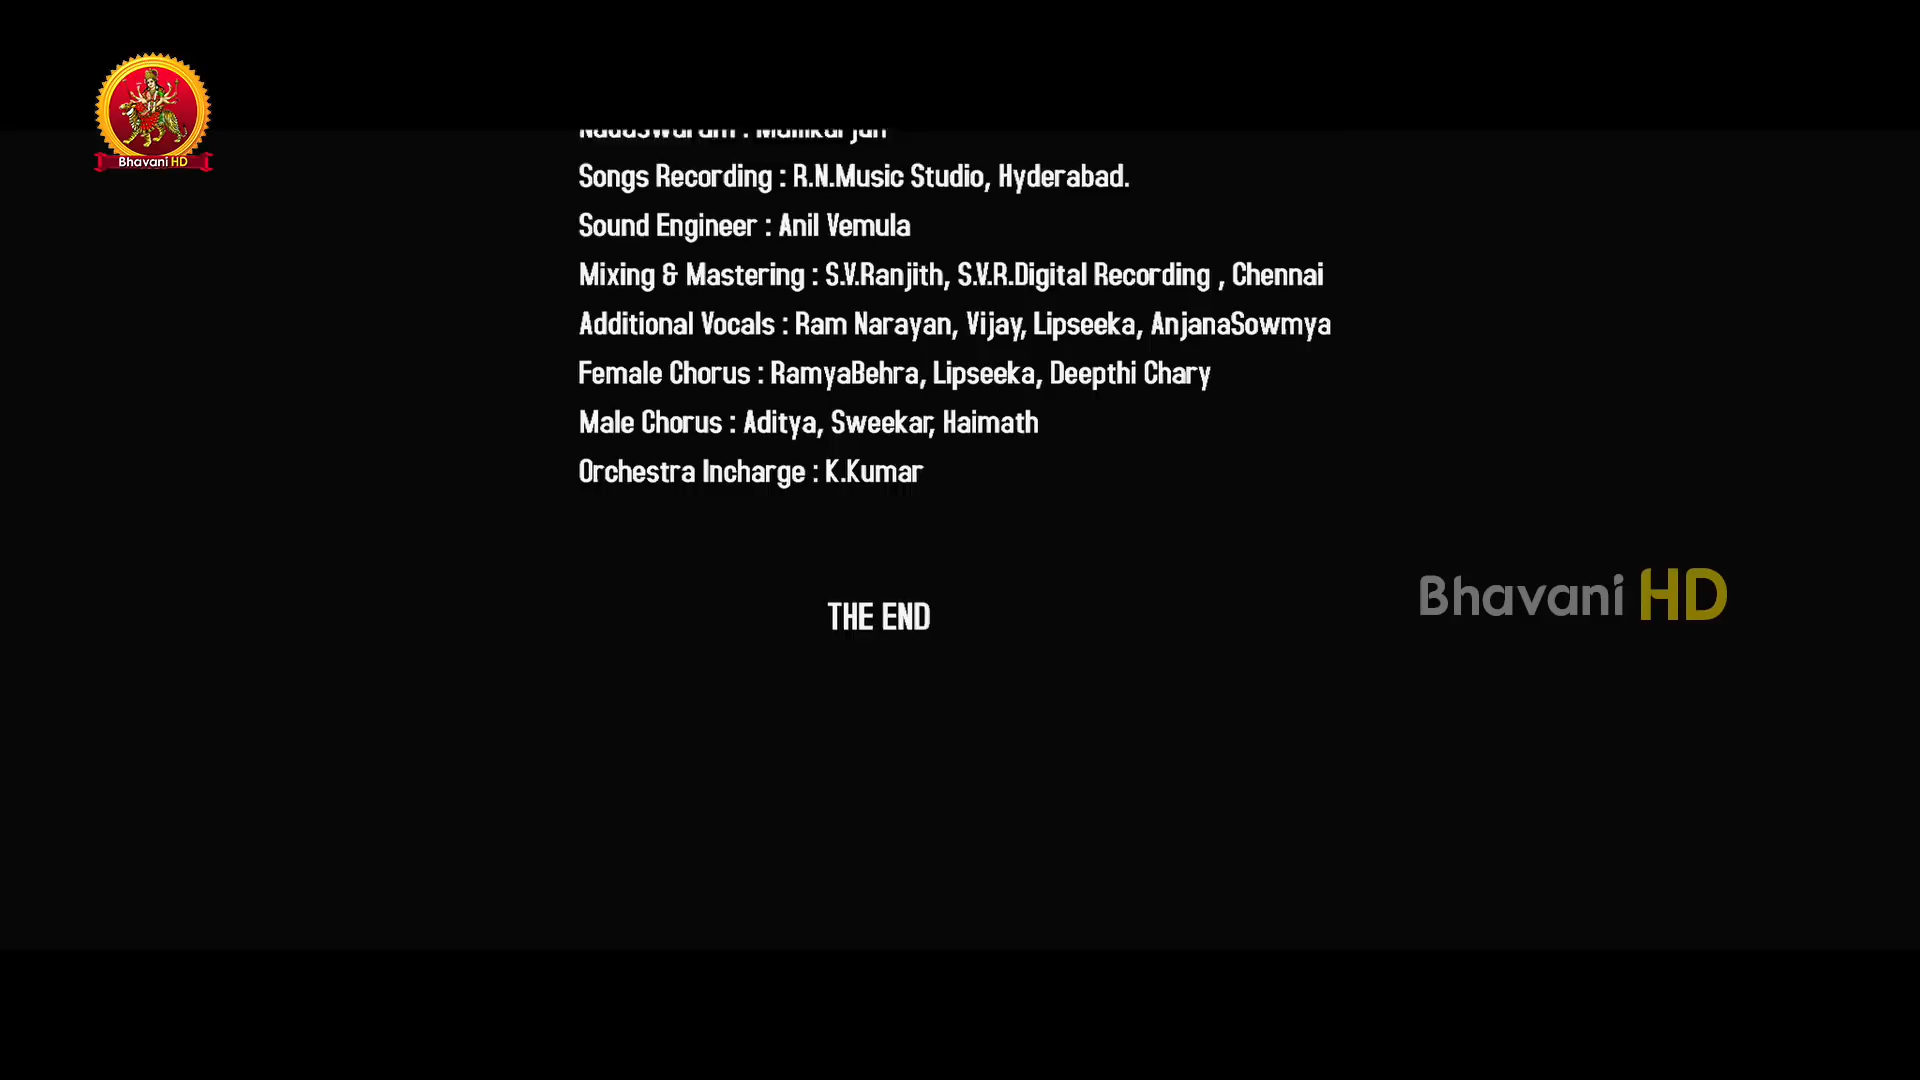 Bhavani HD
Nadaswaram : Mallikarjun
Songs Recording : R.N.Music Studio, Hyderabad.
Sound Engineer : Anil Vemula
Mixing & Mastering : S.V.Ranjith, S.V.R.Digital Recording , Chennai
Additional Vocals : Ram Narayan, Vijay, Lipseeka, AnjanaSowmya
Female Chorus : RamyaBehra, Lipseeka, Deepthi Chary
Male Chorus : Aditya, Sweekar, Haimath
Orchestra Incharge : K.Kumar
Bhavani HD
THE END